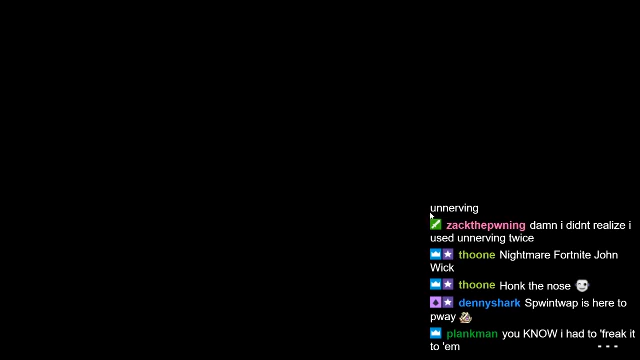 unnerving
zackthepwning damn i didnt realize i
used unnerving twice
thoone Nightmare Fortnite John
Wick
thoone Honk the nose
dennyshark Spwintwap is here to
pway
plankman you KNOW i had to 'freak it
to 'em